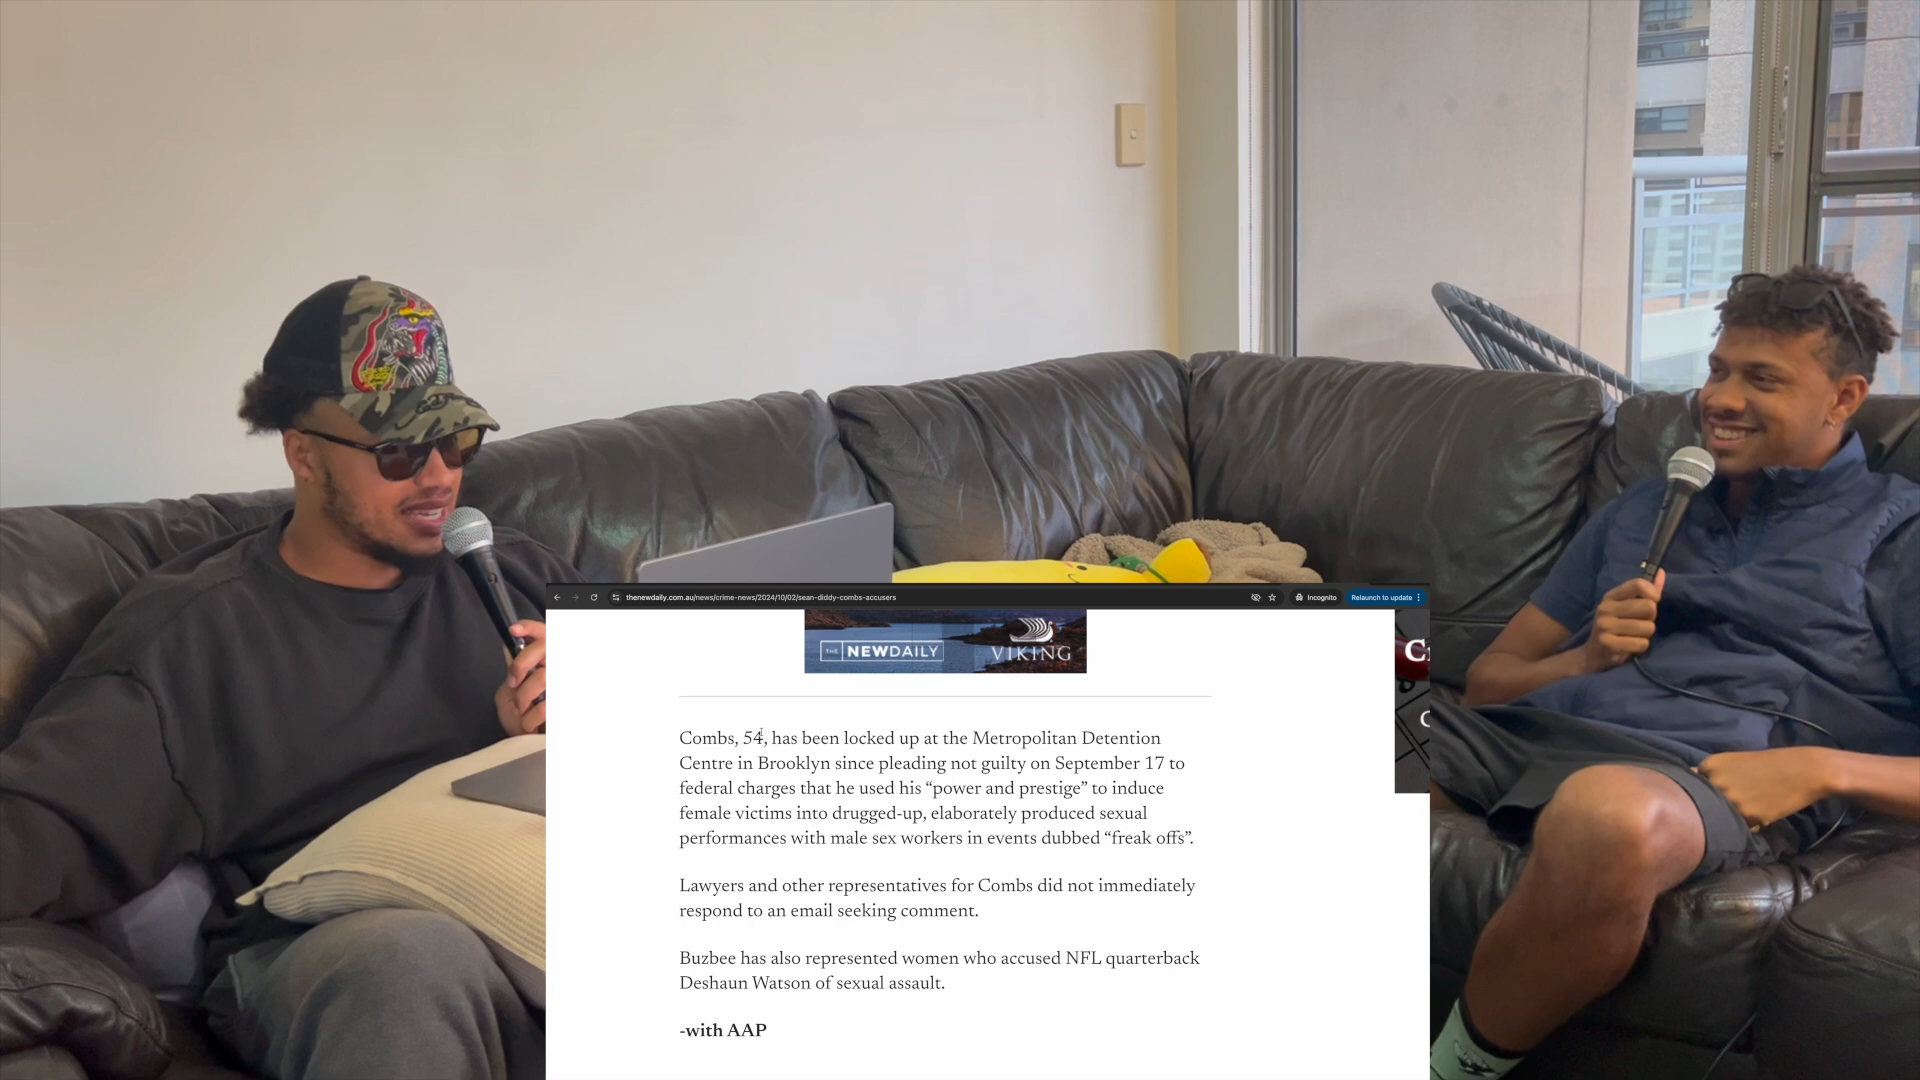 thenewdaily.com.au/news/crime-news/2024/10/02/sean-diddy-combs-accusers
Incognito
Relaunch to update
THE NEWDAILY
VIKING
Combs, 54, has been locked up at the Metropolitan Detention
Centre in Brooklyn since pleading not guilty on September 17 to
federal charges that he used his “power and prestige” to induce
female victims into drugged-up, elaborately produced sexual
performances with male sex workers in events dubbed “freak offs”.
Lawyers and other representatives for Combs did not immediately
respond to an email seeking comment.
Buzbee has also represented women who accused NFL quarterback
Deshaun Watson of sexual assault.
-with AAP